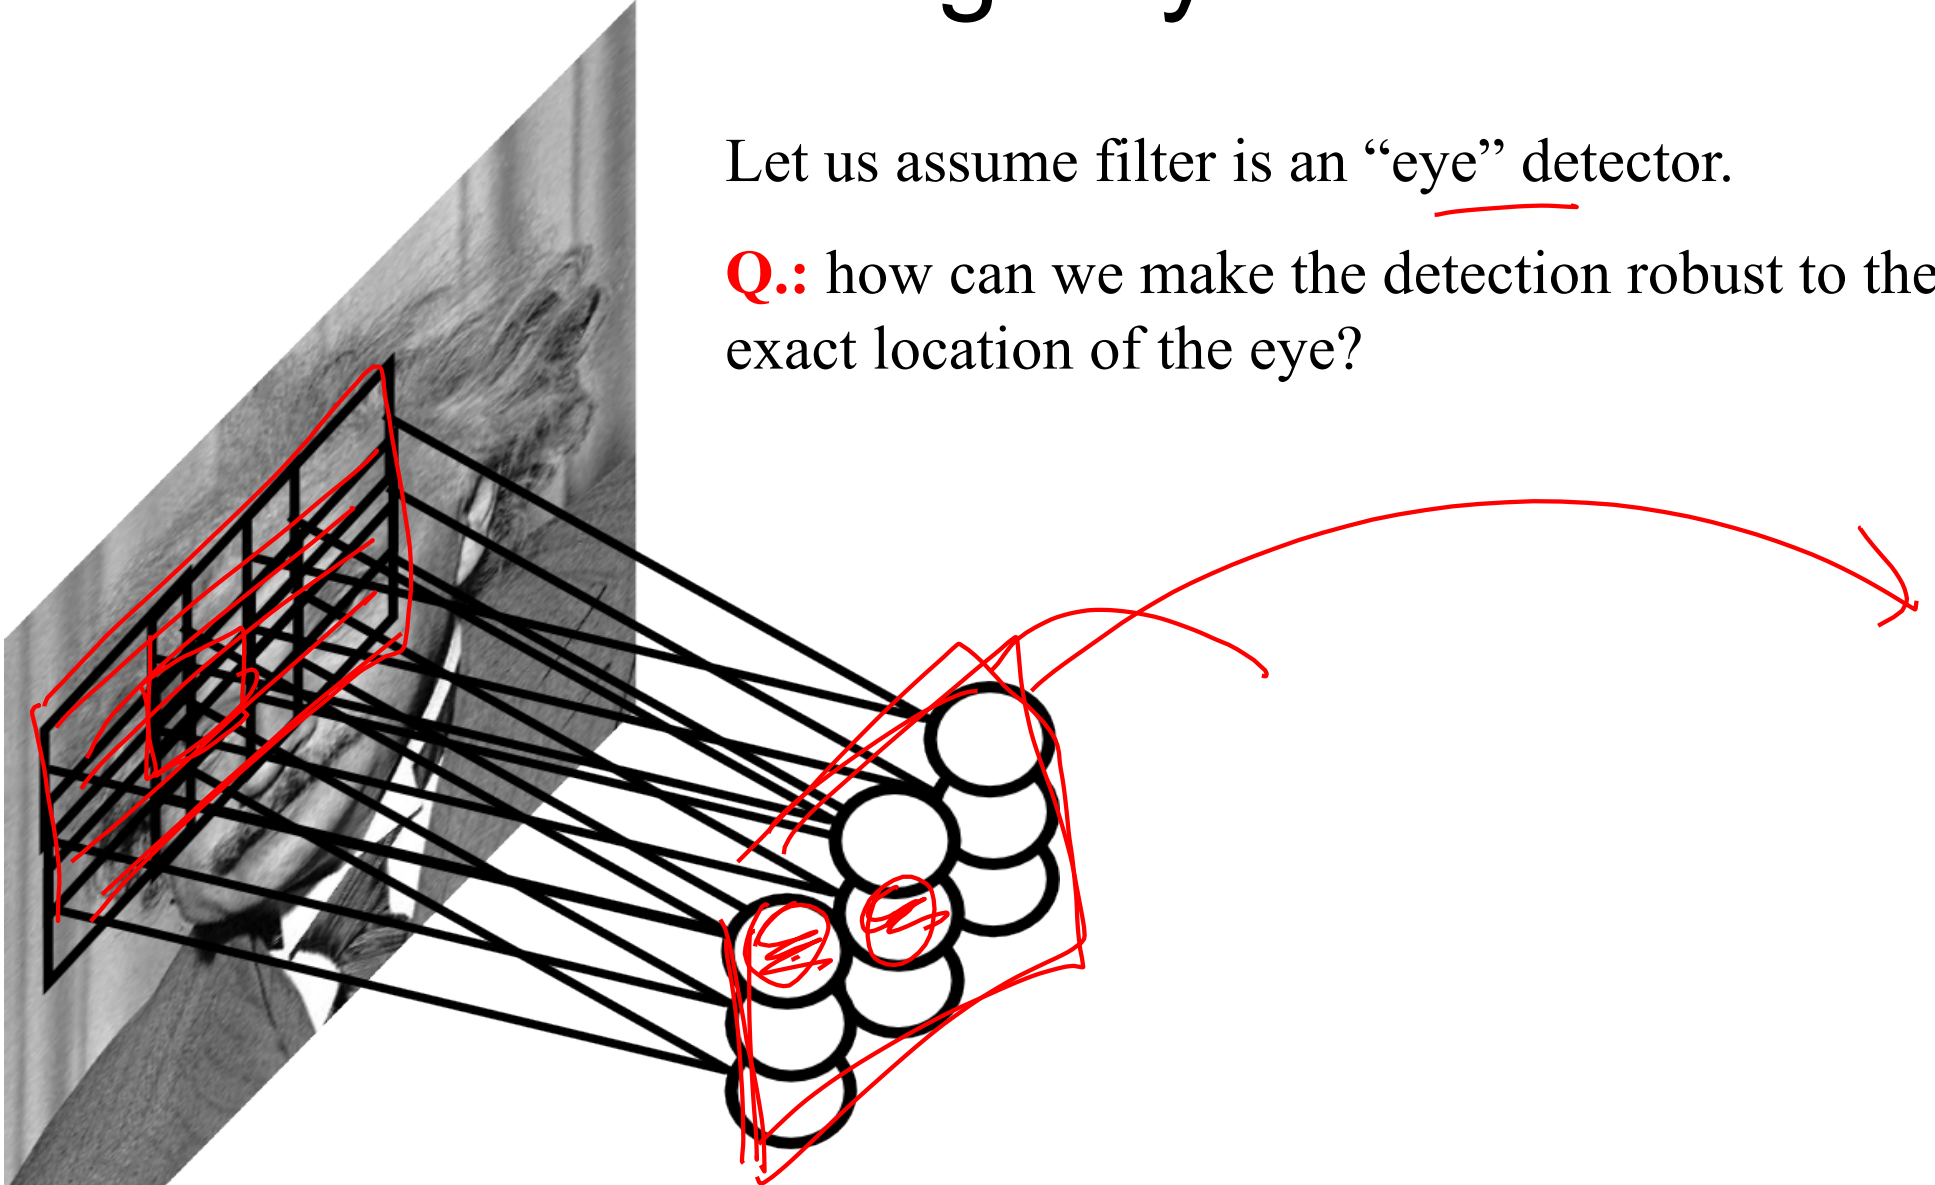 Let us assume filter is an “eye” detector.
Q.: how can we make the detection robust to the
exact location of the eye?